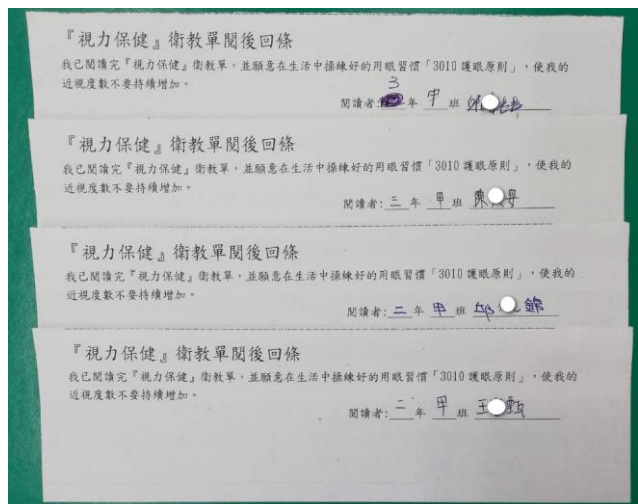 『視力保健』衛教單閱後回條
我已閱讀完『視力保健』衛教單，並願意在生活中操練好的用眼習慣「3010 護眼原則」，使我的
近視度數不要持續增加。
3
閱讀者: 年 甲 班
『視力保健』衛教單閱後回條
我已閱讀完『視力保健』衛教單，並願意在生活中操練好的用眼習慣「3010 護眼原則」，使我的
近視度數不要持續增加。
閱讀者: 三 年 甲 班 陳
『視力保健』衛教單閱後回條
我已閱讀完『視力保健』衛教單，並願意在生活中操練好的用眼習慣「3010 護眼原則」，使我的
近視度數不要持續增加。
閱讀者: 二 年 甲 班 邱 錦
『視力保健』衛教單閱後回條
我已閱讀完『視力保健』衛教單，並願意在生活中操練好的用眼習慣「3010 護眼原則」，使我的
近視度數不要持續增加。
閱讀者: 二 年 甲 班 王 甄